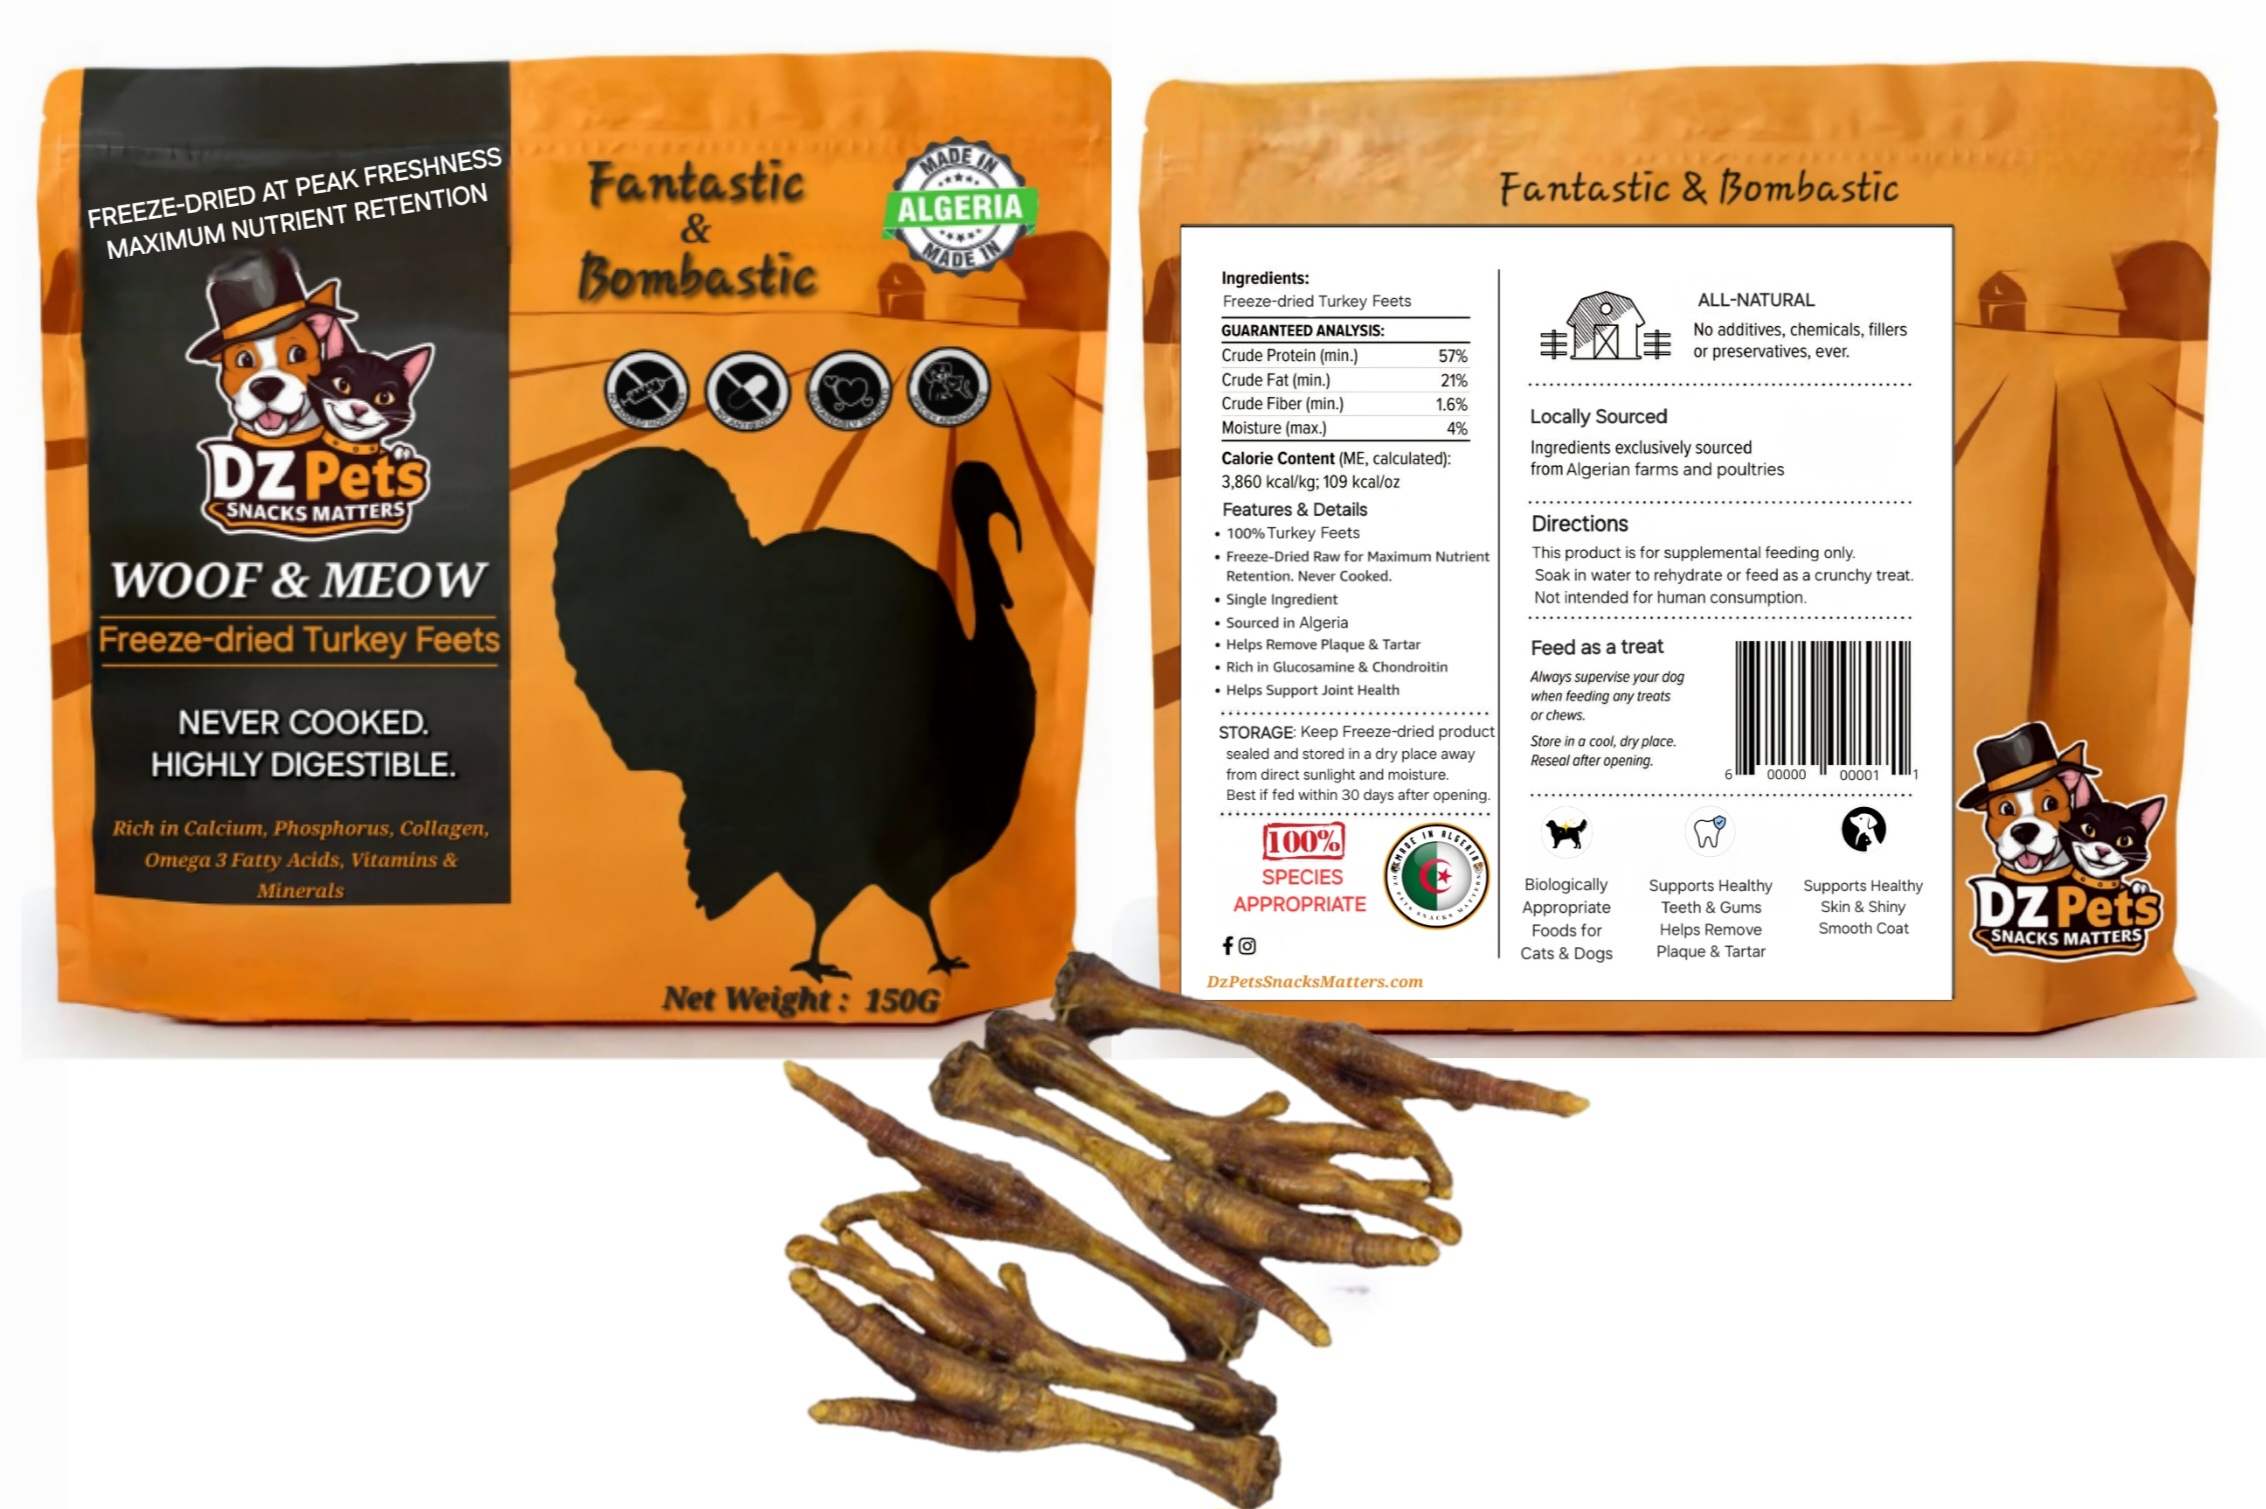 FREEZE-DRIED AT PEAK FRESHNESS
MAXIMUM NUTRIENT RETENTION
DZ Pets
SNACKS MATTERS
WOOF & MEOW
Freeze-dried Turkey Feets
NEVER COOKED.
HIGHLY DIGESTIBLE.
Rich in Calcium, Phosphorus, Collagen,
Omega 3 Fatty Acids, Vitamins &
Minerals
Fantastic
&
Bombastic
MADE IN
ALGERIA
MADE IN
Net Weight : 150G
Fantastic & Bombastic
Ingredients:
Freeze-dried Turkey Feets
GUARANTEED ANALYSIS:
Crude Protein (min.) 57%
Crude Fat (min.) 21%
Crude Fiber (min.) 1.6%
Moisture (max.) 4%
Calorie Content (ME, calculated):
3,860 kcal/kg; 109 kcal/oz
Features & Details
• 100% Turkey Feets
• Freeze-Dried Raw for Maximum Nutrient
Retention. Never Cooked.
• Single Ingredient
• Sourced in Algeria
• Helps Remove Plaque & Tartar
• Rich in Glucosamine & Chondroitin
• Helps Support Joint Health
STORAGE: Keep Freeze-dried product
sealed and stored in a dry place away
from direct sunlight and moisture.
Best if fed within 30 days after opening.
100%
SPECIES
APPROPRIATE
MADE IN ALGERIA
DZ PETS SNACKS MATTERS
DzPetsSnacksMatters.com
ALL-NATURAL
No additives, chemicals, fillers
or preservatives, ever.
Locally Sourced
Ingredients exclusively sourced
from Algerian farms and poultries
Directions
This product is for supplemental feeding only.
Soak in water to rehydrate or feed as a crunchy treat.
Not intended for human consumption.
Feed as a treat
Always supervise your dog
when feeding any treats
or chews.
Store in a cool, dry place.
Reseal after opening.
6 00000 00001 1
Biologically
Appropriate
Foods for
Cats & Dogs
Supports Healthy
Teeth & Gums
Helps Remove
Plaque & Tartar
Supports Healthy
Skin & Shiny
Smooth Coat
DZ Pets
SNACKS MATTERS